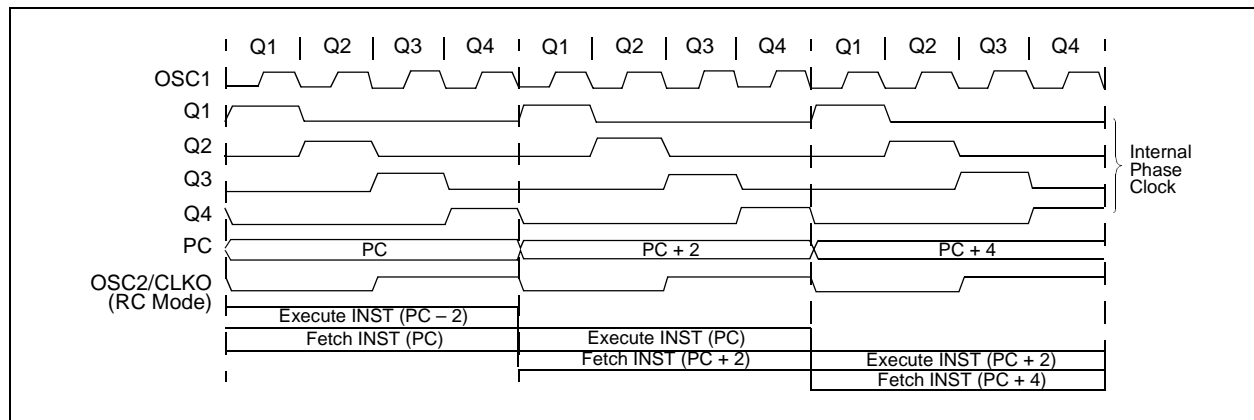 Q1 Q2 Q3 Q4 Q1 Q2 Q3 Q4 Q1 Q2 Q3 Q4
OSC1
Q1
Q2
Q3
Q4
Internal
Phase
Clock
PC PC PC + 2 PC + 4
OSC2/CLKO
(RC Mode)
Execute INST (PC – 2)
Fetch INST (PC) Execute INST (PC)
Fetch INST (PC + 2) Execute INST (PC + 2)
Fetch INST (PC + 4)